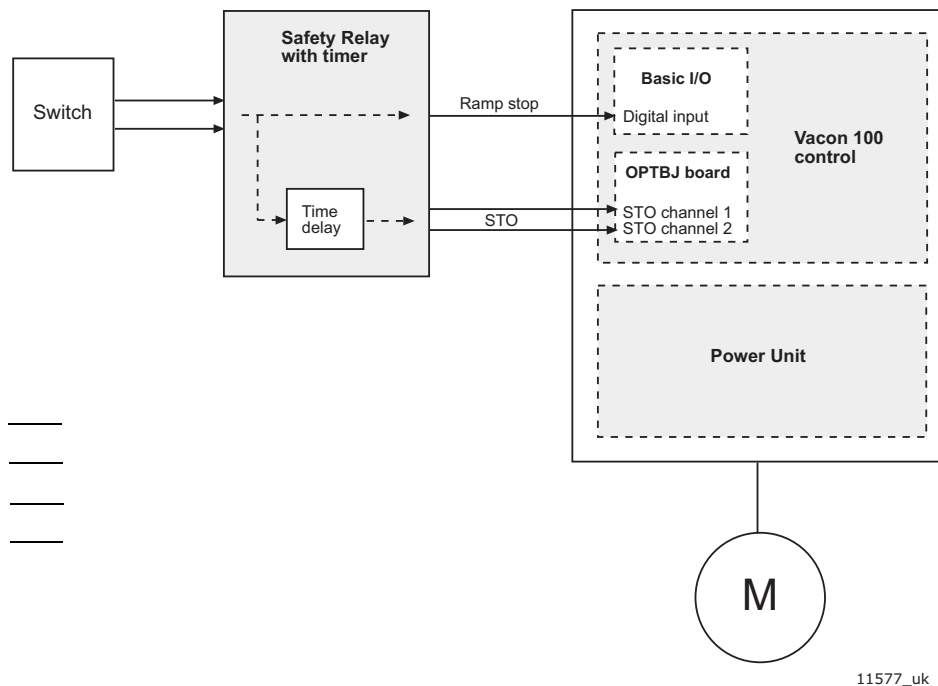 Safety Relay
with timer
Switch
Time
delay
Ramp stop
STO
Basic I/O
Digital input
OPTBJ board
STO channel 1
STO channel 2
Vacon 100
control
Power Unit
M
11577_uk